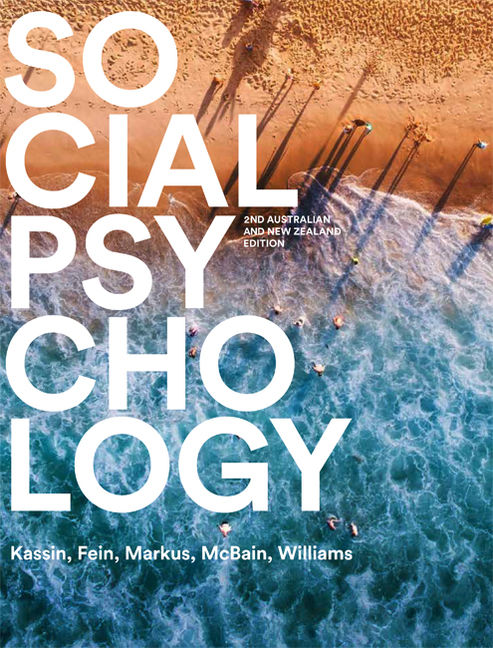 SO
CIAL
PSY
2ND AUSTRALIAN
AND NEW ZEALAND
EDITION
CHO
LOGY
Kassin, Fein, Markus, McBain, Williams